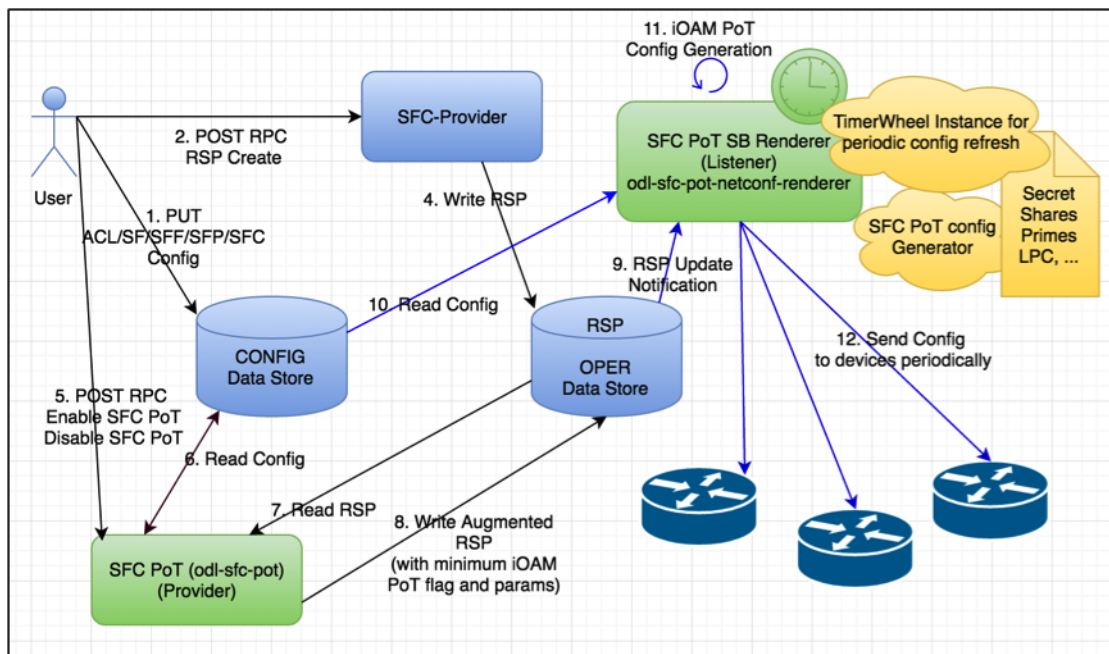 11. iOAM PoT
Config Generation
SFC-Provider
2. POST RPC
RSP Create
SFC PoT SB Renderer
(Listener)
odl-sfc-pot-netconf-renderer
TimerWheel Instance for
periodic config refresh
User
4. Write RSP
Secret
Shares
Primes
LPC, ...
1. PUT
ACL/SF/SFF/SFP/SFC
Config
SFC PoT config
Generator
9. RSP Update
Notification
10. Read Config
RSP
CONFIG
Data Store
OPER
Data Store
12. Send Config
to devices periodically
5. POST RPC
Enable SFC PoT
Disable SFC PoT
6. Read Config
7. Read RSP
8. Write Augmented
RSP
(with minimum iOAM
PoT flag and params)
SFC PoT (odl-sfc-pot)
(Provider)